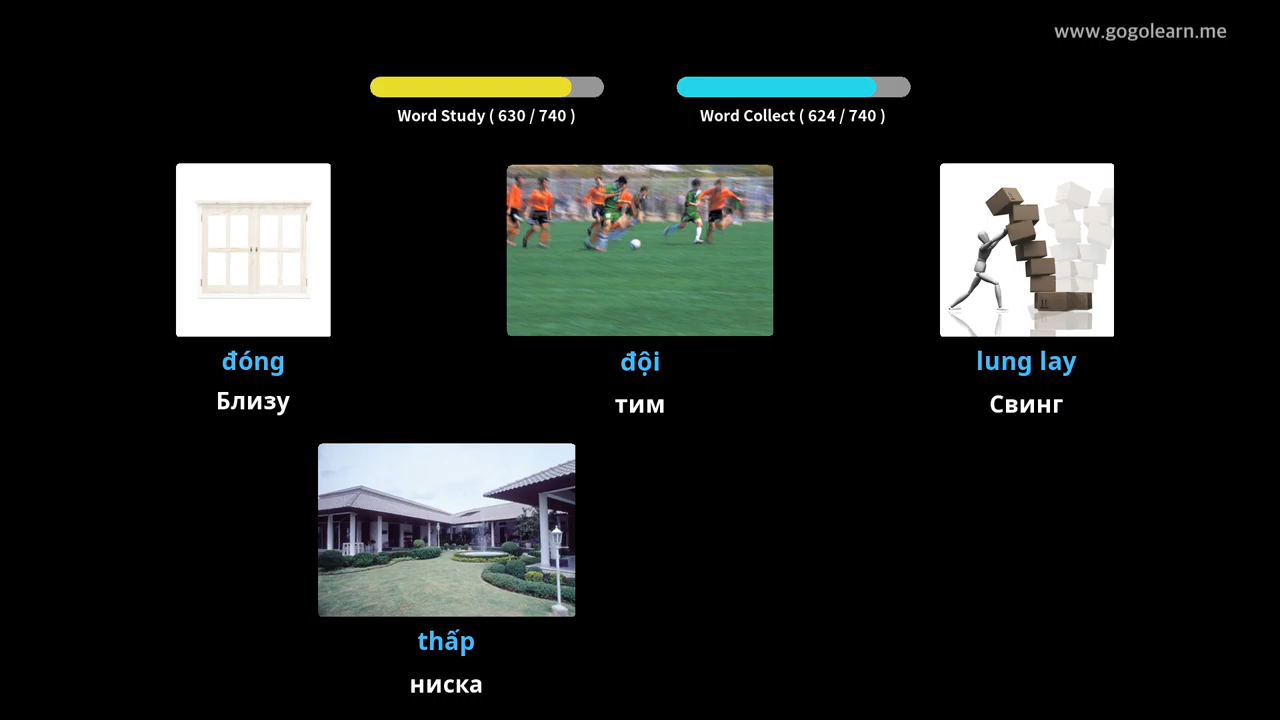 www.gogolearn.me
Word Study ( 630 / 740 )
Word Collect ( 624 / 740 )
đóng
Близу
đội
тим
lung lay
Свинг
thấp
ниска